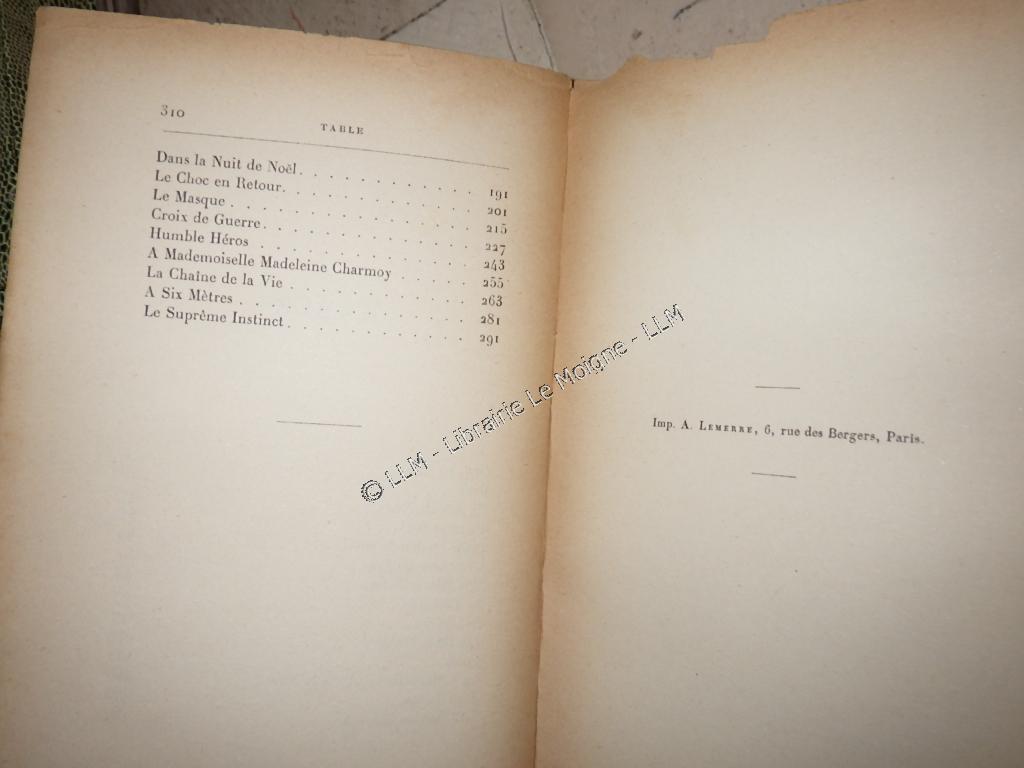 310
TABLE
Dans la Nuit de Noël. . . . . . . . . . . . . 191
Le Choc en Retour. . . . . . . . . . . . . 201
Le Masque . . . . . . . . . . . . . . . 215
Croix de Guerre. . . . . . . . . . . . . . 227
Humble Héros . . . . . . . . . . . . . . 243
A Mademoiselle Madeleine Charmoy . . . . . 255
La Chaîne de la Vie . . . . . . . . . . . . 263
A Six Mètres . . . . . . . . . . . . . . 281
Le Suprême Instinct. . . . . . . . . . . . 291
Imp. A. LEMERRE, 6, rue des Bergers, Paris.
© LLM - Librairie Le Moigne - LLM